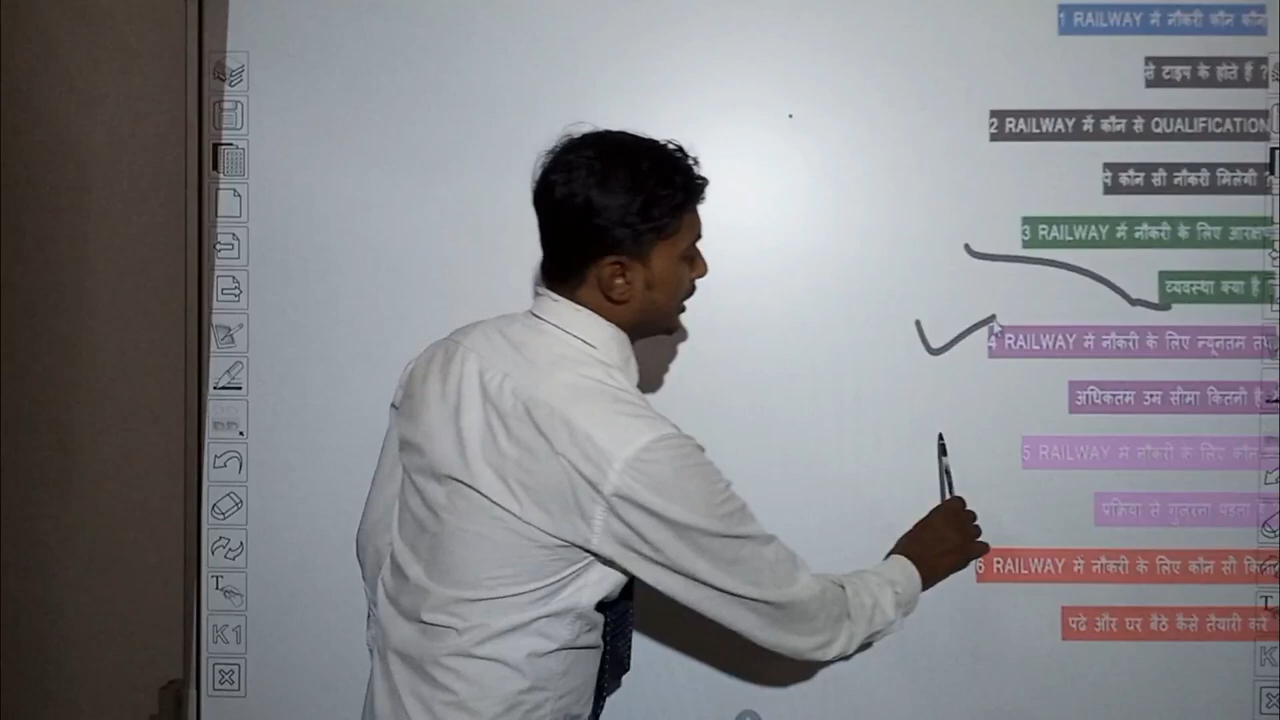 1 RAILWAY में नौकरी कौन कौन
से टाइप के होते हैं ?
2 RAILWAY में कौन से QUALIFICATION
पे कौन सी नौकरी मिलेगी ?
3 RAILWAY में नौकरी के लिए
व्यवस्था क्या है
4 RAILWAY में नौकरी के लिए न्यूनतम
अधिकतम उम्र सीमा कितनी
5 RAILWAY में नौकरी के लिए कौन
प्रक्रिया से गुजरना पड़ता
6 RAILWAY में नौकरी के लिए कौन सी
पढे और घर बैठे कैसे तैयारी करे
T
K1